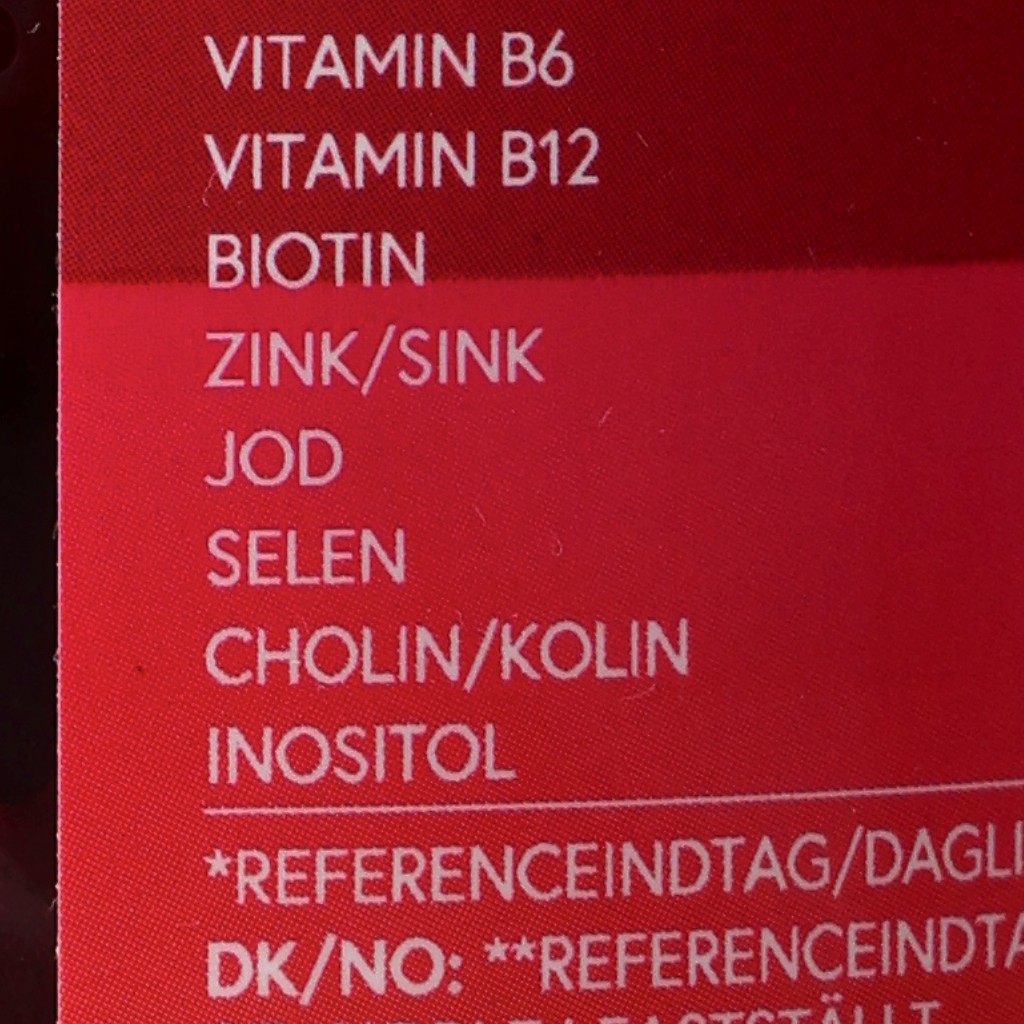 VITAMIN B6
VITAMIN B12
BIOTIN
ZINK/SINK
JOD
SELEN
CHOLIN/KOLIN
INOSITOL
*REFERENCEINDTAG/DAGLI
DK/NO: **REFERENCEINDTA